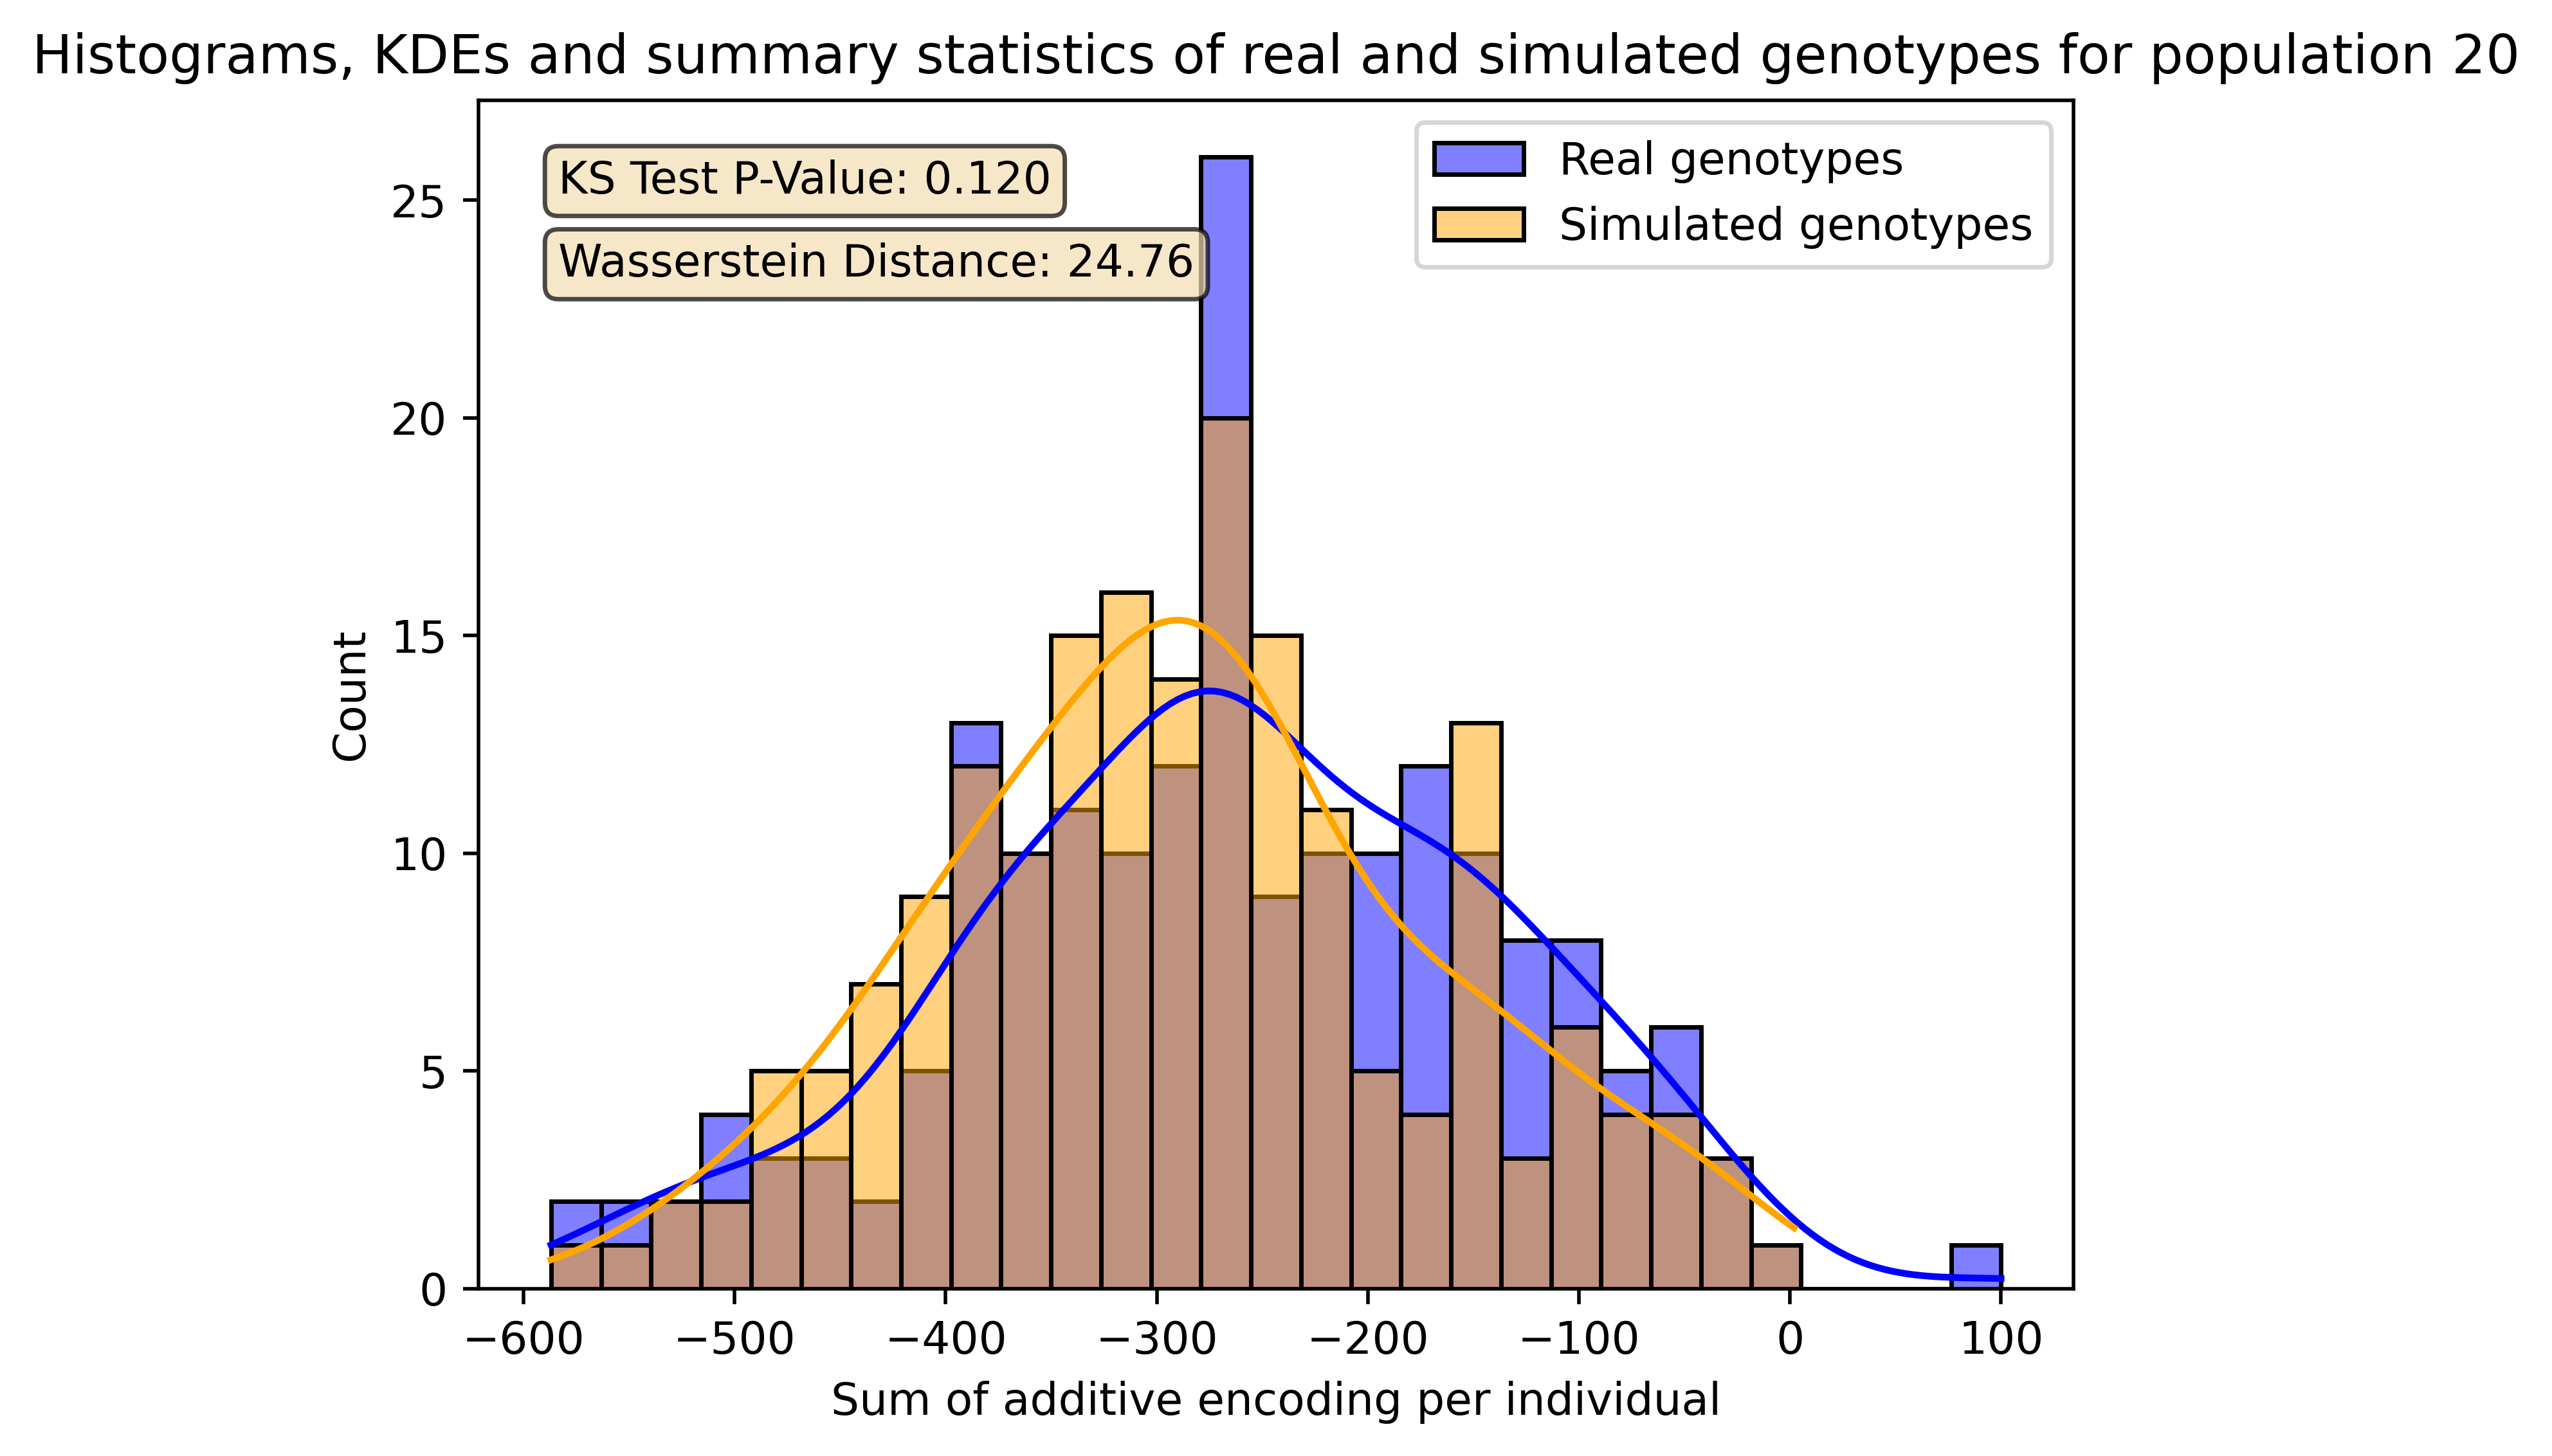 Histograms, KDEs and summary statistics of real and simulated genotypes for population 20
KS Test P-Value: 0.120
Wasserstein Distance: 24.76
Real genotypes
Simulated genotypes
25
20
15
10
5
0
Count
−600 −500 −400 −300 −200 −100 0 100
Sum of additive encoding per individual